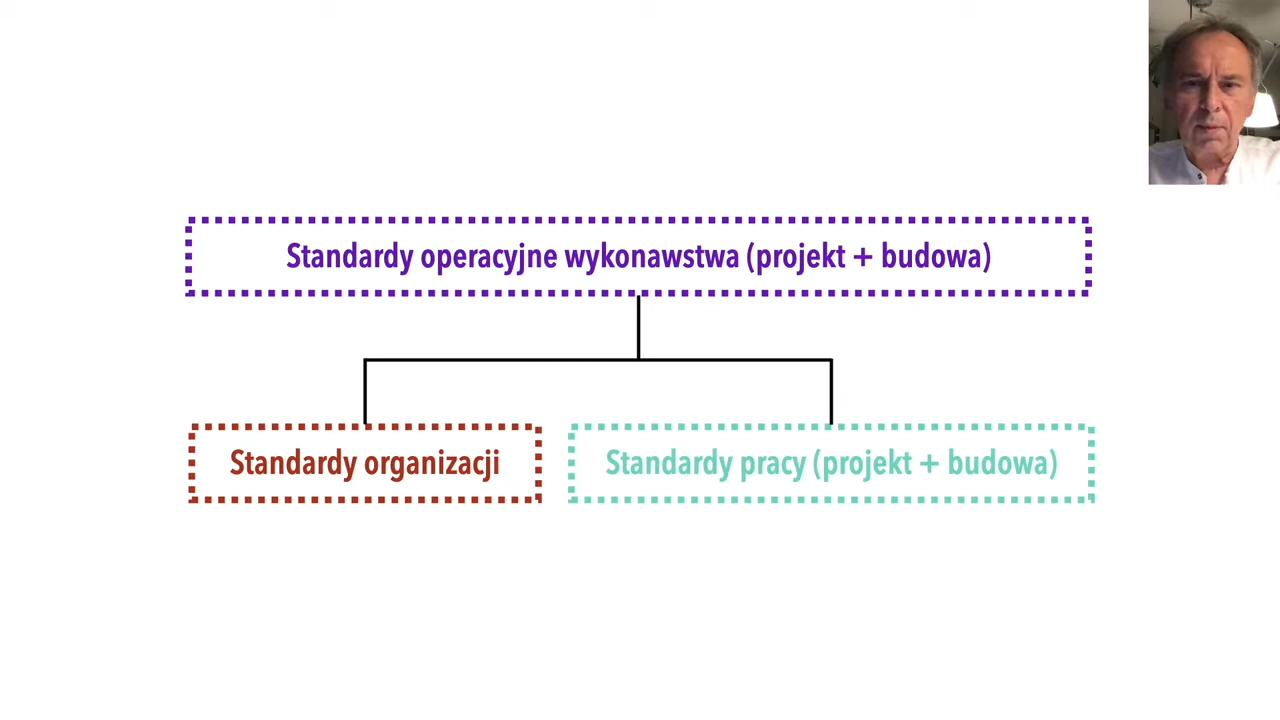 Standardy operacyjne wykonawstwa (projekt + budowa)
Standardy organizacji
Standardy pracy (projekt + budowa)